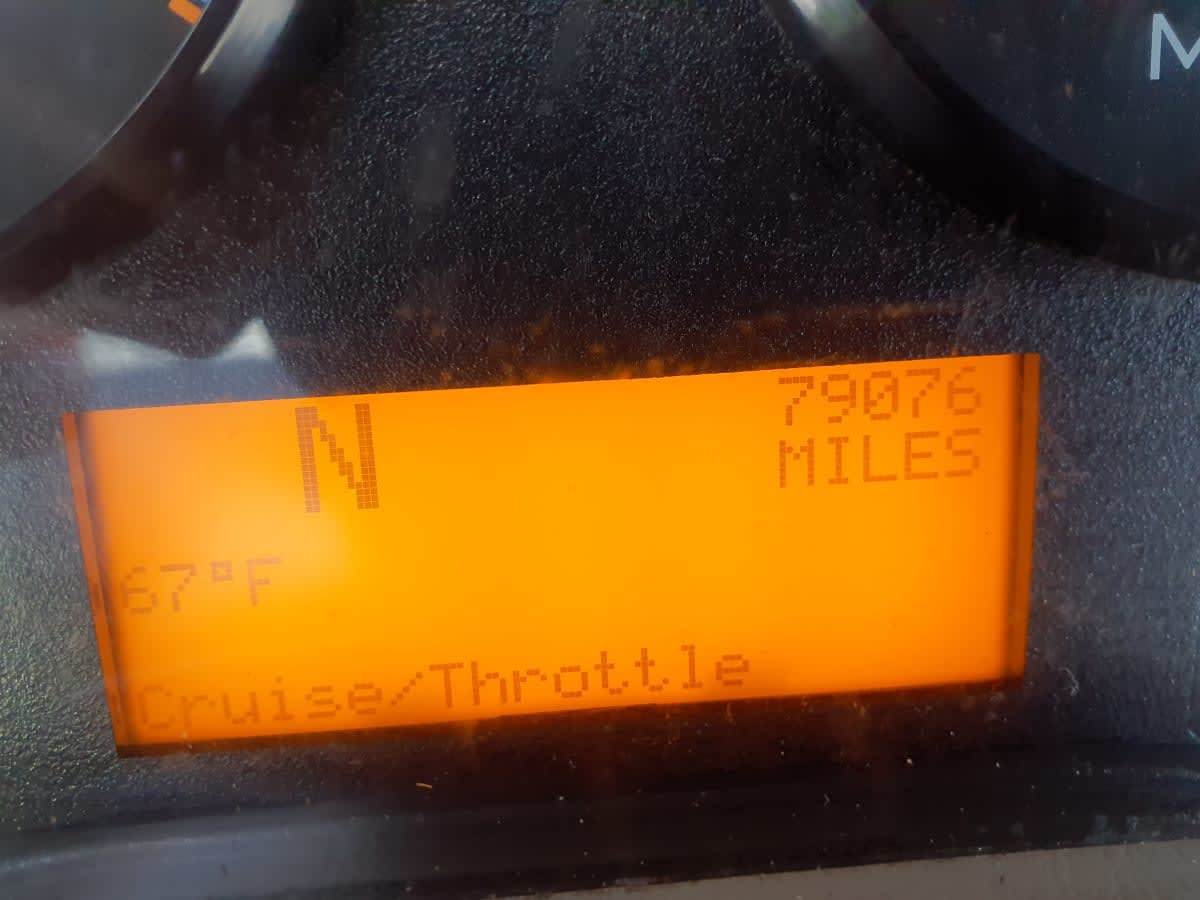 N
79076
MILES
67°F
Cruise/Throttle